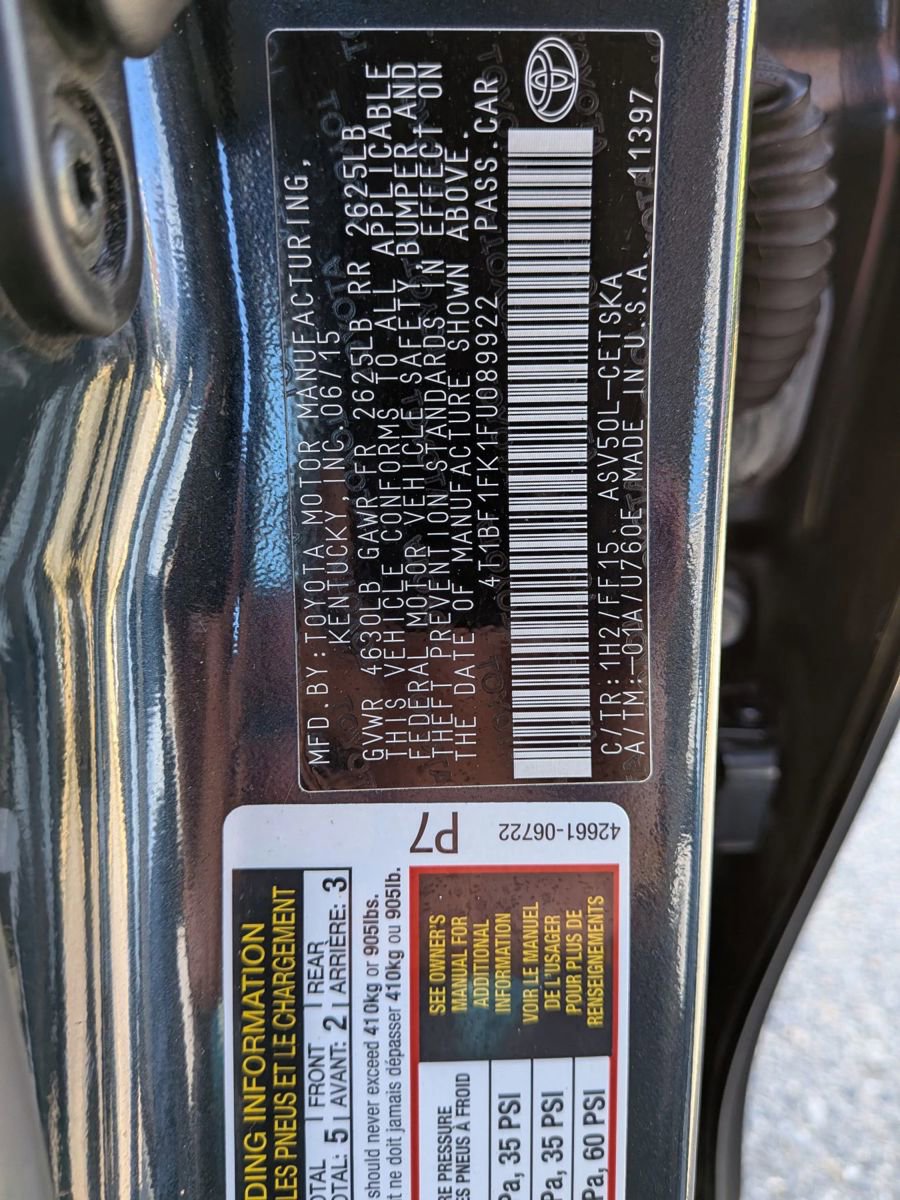 MFD.BY:TOYOTA MOTOR MANUFACTURING,
KENTUCKY,INC.06/15
GVWR 4630LB GAWR FR 2625LB RR 2625LB
THIS VEHICLE CONFORMS TO ALL APPLICABLE
FEDERAL MOTOR VEHICLE SAFETY,BUMPER,AND
THEFT PREVENTION STANDARDS IN EFFECT ON
THE DATE OF MANUFACTURE SHOWN ABOVE.
4T1BF1FK1FU089922 PASS.CAR
C/TR:1H2/FF15 ASV50L-CETSKA
A/TM:-01A/U760E MADE IN U.S.A. 11397
P7
42661-06722
DING INFORMATION
LES PNEUS ET LE CHARGEMENT
OTAL FRONT REAR
OTAL: 5 AVANT: 2 ARRIÈRE: 3
should never exceed 410kg or 905lbs.
t ne doit jamais dépasser 410kg ou 905lb.
RE PRESSURE
ES PNEUS À FROID
Pa, 35 PSI
Pa, 35 PSI
Pa, 60 PSI
SEE OWNER'S
MANUAL FOR
ADDITIONAL
INFORMATION
VOIR LE MANUEL
DE L'USAGER
POUR PLUS DE
RENSEIGNEMENTS